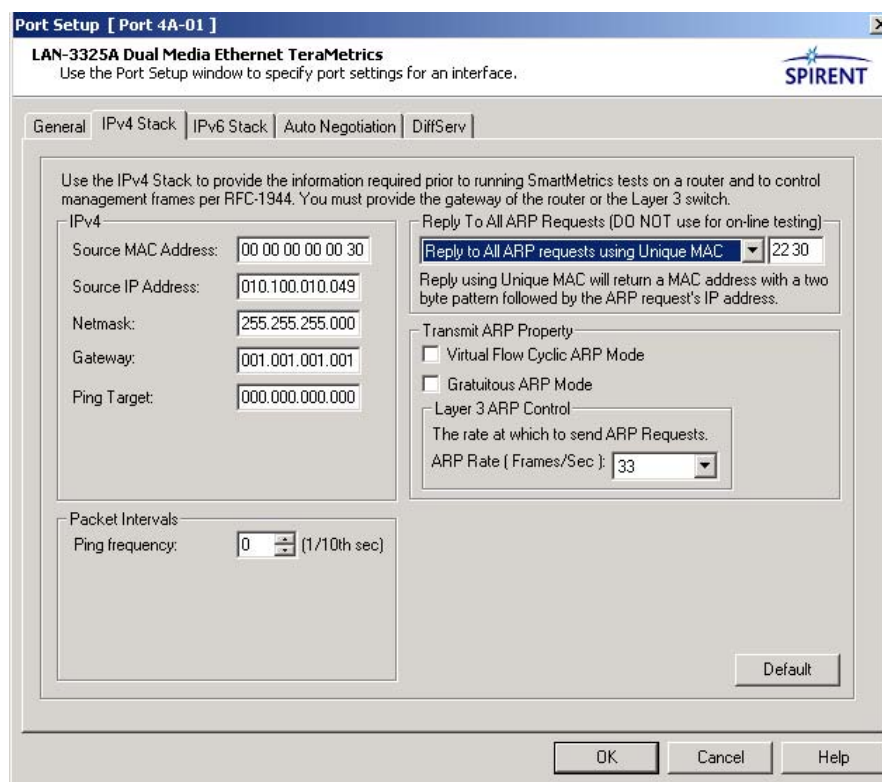 Port Setup [ Port 4A-01 ]
LAN-3325A Dual Media Ethernet TeraMetrics
Use the Port Setup window to specify port settings for an interface.
SPIRENT
General
IPv4 Stack
IPv6 Stack
Auto Negotiation
DiffServ
Use the IPv4 Stack to provide the information required prior to running SmartMetrics tests on a router and to control
management frames per RFC-1944. You must provide the gateway of the router or the Layer 3 switch.
IPv4
Source MAC Address: 00 00 00 00 00 30
Source IP Address: 010.100.010.049
Netmask: 255.255.255.000
Gateway: 001.001.001.001
Ping Target: 000.000.000.000
Packet Intervals
Ping frequency: 0 (1/10th sec)
Reply To All ARP Requests (DO NOT use for on-line testing)
Reply to All ARP requests using Unique MAC 22 30
Reply using Unique MAC will return a MAC address with a two
byte pattern followed by the ARP request's IP address.
Transmit ARP Property
Virtual Flow Cyclic ARP Mode
Gratuitous ARP Mode
Layer 3 ARP Control
The rate at which to send ARP Requests.
ARP Rate ( Frames/Sec ): 33
Default
OK
Cancel
Help